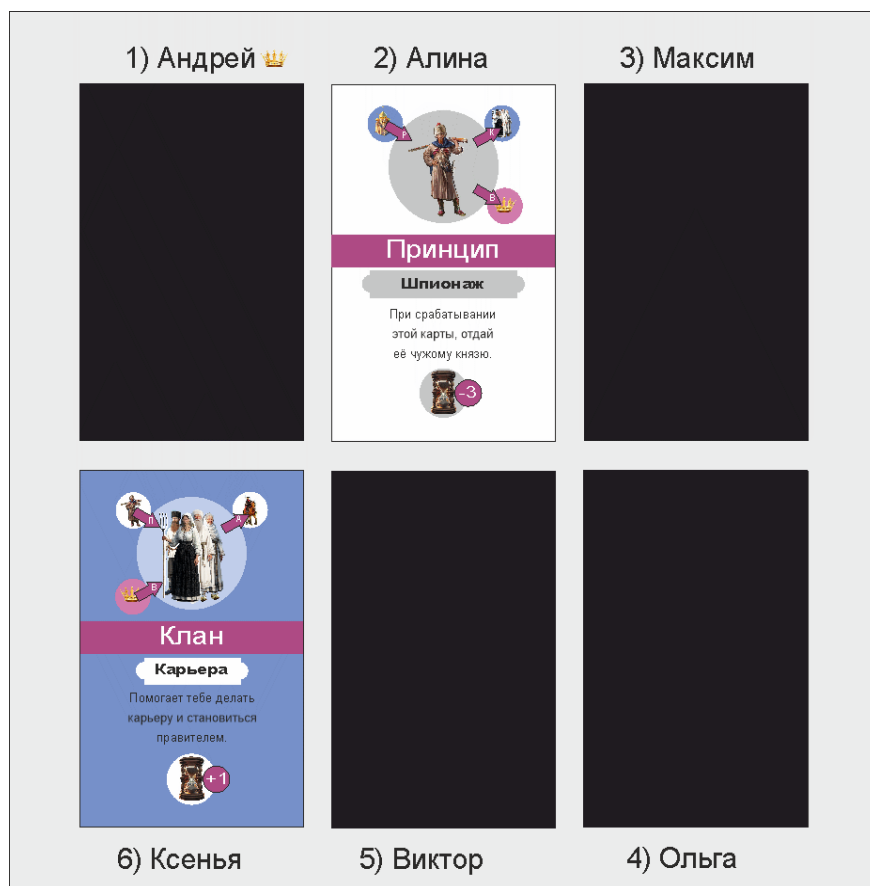 1) Андрей
2) Алина
3) Максим
Р
К
В
Принцип
Шпионаж
При срабатывании
этой карты, отдай
её чужому князю.
-3
П
А
В
Клан
Карьера
Помогает тебе делать
карьеру и становиться
правителем.
+1
6) Ксенья
5) Виктор
4) Ольга